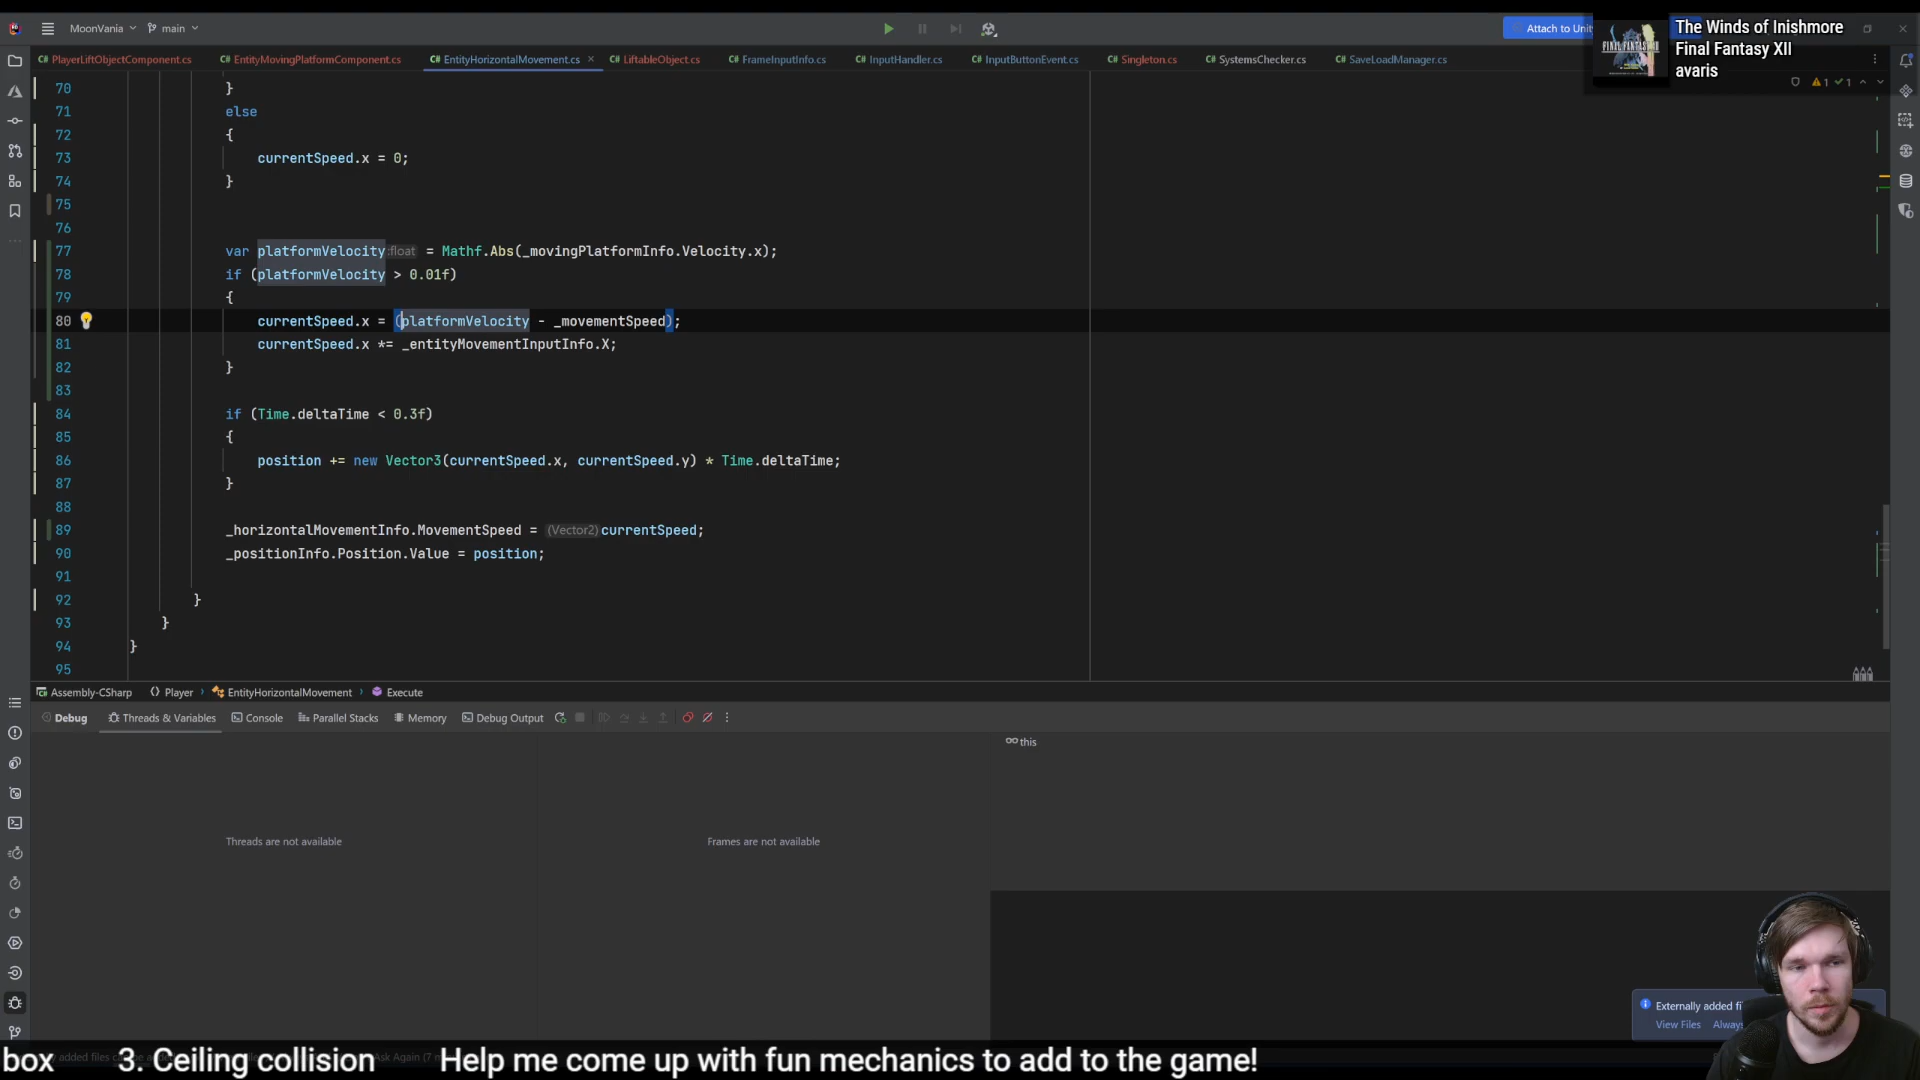 MoonVania
main
Attach to Unit
The Winds of Inishmore
Final Fantasy XII
avaris
FINAL FANTASY XII
C# PlayerLiftObjectComponent.cs
C# EntityMovingPlatformComponent.cs
C# EntityHorizontalMovement.cs
C# LiftableObject.cs
C# FrameInputInfo.cs
C# InputHandler.cs
C# InputButtonEvent.cs
C# Singleton.cs
C# SystemsChecker.cs
C# SaveLoadManager.cs
1 1
70 }
71 else
72 {
73 currentSpeed.x = 0;
74 }
75
76
77 var platformVelocity :float = Mathf.Abs(_movingPlatformInfo.Velocity.x);
78 if (platformVelocity > 0.01f)
79 {
80 currentSpeed.x = (platformVelocity - _movementSpeed);
81 currentSpeed.x *= _entityMovementInputInfo.X;
82 }
83
84 if (Time.deltaTime < 0.3f)
85 {
86 position += new Vector3(currentSpeed.x, currentSpeed.y) * Time.deltaTime;
87 }
88
89 _horizontalMovementInfo.MovementSpeed = (Vector2)currentSpeed;
90 _positionInfo.Position.Value = position;
91
92 }
93 }
94 }
95
Assembly-CSharp
Player
EntityHorizontalMovement
Execute
Debug
Threads & Variables
Console
Parallel Stacks
Memory
Debug Output
this
Threads are not available
Frames are not available
Externally added fi
View Files Alway
box 3. Ceiling collision Help me come up with fun mechanics to add to the game!